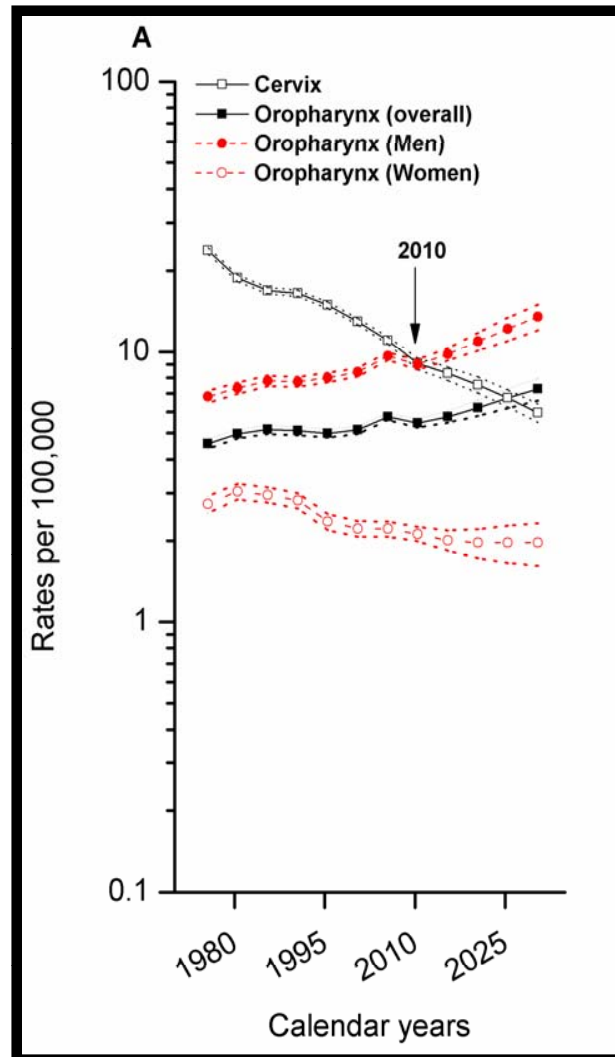 A
100
Cervix
Oropharynx (overall)
Oropharynx (Men)
Oropharynx (Women)
2010
10
1
0.1
Rates per 100,000
1980
1995
2010
2025
Calendar years